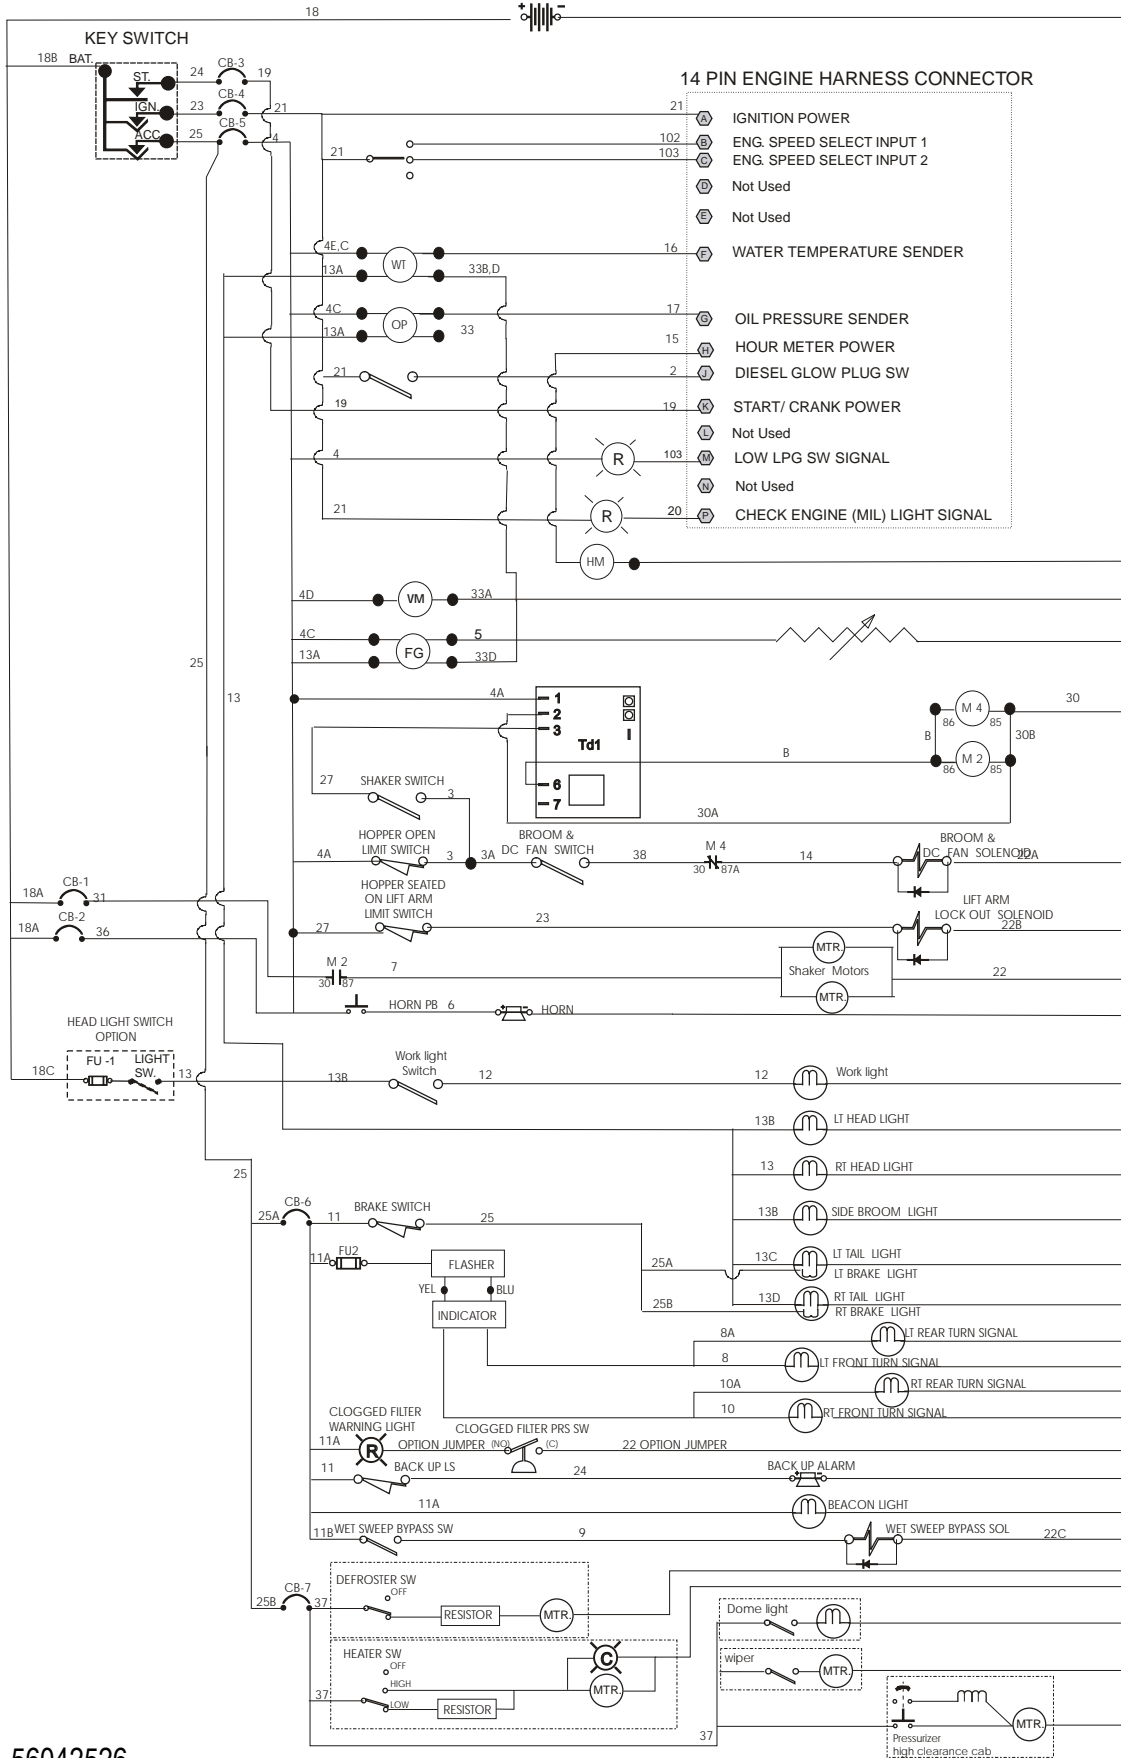 18
+ -
KEY SWITCH
18B BAT.
ST. 24 CB-3 19
IGN. 23 CB-4 21
ACC. 25 CB-5 4
14 PIN ENGINE HARNESS CONNECTOR
21 A IGNITION POWER
102 B ENG. SPEED SELECT INPUT 1
21 103 C ENG. SPEED SELECT INPUT 2
D Not Used
E Not Used
4E,C WT 16 F WATER TEMPERATURE SENDER
13A 33B,D
4C OP 17 G OIL PRESSURE SENDER
13A 33
15 H HOUR METER POWER
21 2 J DIESEL GLOW PLUG SW
19 19 K START/ CRANK POWER
L Not Used
4 R 103 M LOW LPG SW SIGNAL
N Not Used
21 R 20 P CHECK ENGINE (MIL) LIGHT SIGNAL
HM
4D VM 33A
4C FG 5
13A 33D
25
13
4A 1
2
3
Td1 I
6
7
B
M 4 30
86 85
B 30B
M 2
86 85
30A
27 SHAKER SWITCH 3
HOPPER OPEN
LIMIT SWITCH
4A 3 3A
BROOM &
DC FAN SWITCH
38 M 4
30 87A
14
BROOM &
DC FAN SOLENOID 22A
HOPPER SEATED
ON LIFT ARM
LIMIT SWITCH
27 23
LIFT ARM
LOCK OUT SOLENOID
22B
18A CB-1 31
18A CB-2 36
M 2
30 87
7
MTR.
Shaker Motors 22
MTR.
HORN PB 6 + - HORN
HEAD LIGHT SWITCH
OPTION
18C FU -1 LIGHT
SW. 13
13B Work light
Switch
12 12 Work light
13B LT HEAD LIGHT
13 RT HEAD LIGHT
25
25A CB-6 11 BRAKE SWITCH 25
13B SIDE BROOM LIGHT
11A FU2 FLASHER
YEL BLU
INDICATOR
25A 13C LT TAIL LIGHT
LT BRAKE LIGHT
25B 13D RT TAIL LIGHT
RT BRAKE LIGHT
8A LT REAR TURN SIGNAL
8 LT FRONT TURN SIGNAL
10A RT REAR TURN SIGNAL
10 RT FRONT TURN SIGNAL
CLOGGED FILTER
WARNING LIGHT
CLOGGED FILTER PRS SW
11A R OPTION JUMPER (NO) (C) 22 OPTION JUMPER
11 BACK UP LS 24 BACK UP ALARM
+ -
11A BEACON LIGHT
11B WET SWEEP BYPASS SW 9 WET SWEEP BYPASS SOL 22C
25B CB-7 37
DEFROSTER SW
OFF
RESISTOR MTR.
HEATER SW
OFF
HIGH
37 LOW RESISTOR
C
MTR.
Dome light
wiper MTR.
37
MTR.
Pressurizer
high clearance cab
56042526